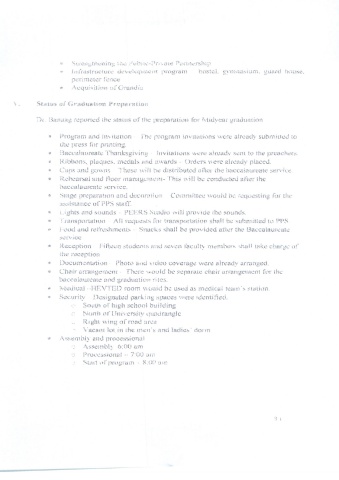 • Strengthening the Public-Private Partnership
• Infrastructure development program – hostel, gymnasium, guard house,
perimeter fence
• Acquisition of
Status of Graduation Preparation
Dr. reported the status of the preparation for Midyear graduation
• Program and invitation – The program invitations were already submitted to
the press for printing.
• Baccalaureate Thanksgiving – Invitations were already sent to the preachers.
• Ribbons, plaques, medals and awards – Orders were already placed.
• Caps and gowns – These will be distributed after the baccalaureate service
• Rehearsal and floor management- This will be conducted after the
baccalaureate service.
• Stage preparation and decoration – Committee would be requesting for the
assistance of PPS staff.
• Lights and sounds – PEERS Studio will provide the sounds.
• Transportation – All requests for transportation shall be submitted to PPS
• Food and refreshments – Snacks shall be provided after the Baccalaureate
service
• Reception – Fifteen students and seven faculty members shall take charge of
the reception
• Documentation – Photo and video coverage were already arranged.
• Chair arrangement – There would be separate chair arrangement for the
baccalaureate and graduation rites.
• Medical – room would be used as medical team's station
• Security – Designated parking spaces were identified.
○ South of high school building
○ North of University quadrangle
○ Right wing of road area
○ Vacant lot in the men's and ladies' dorm
• Assembly and processional
○ Assembly 6:00 am
○ Processional – 7:00 am
○ Start of program – 8:00 am